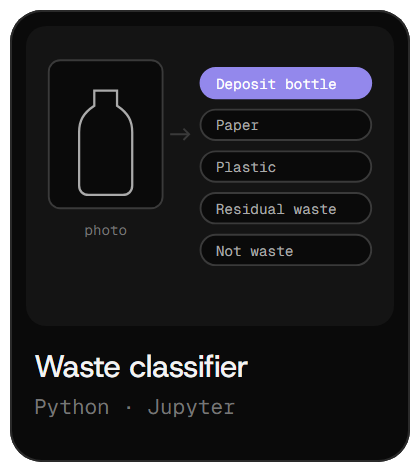 Deposit bottle
Paper
Plastic
Residual waste
Not waste
photo
Waste classifier
Python · Jupyter